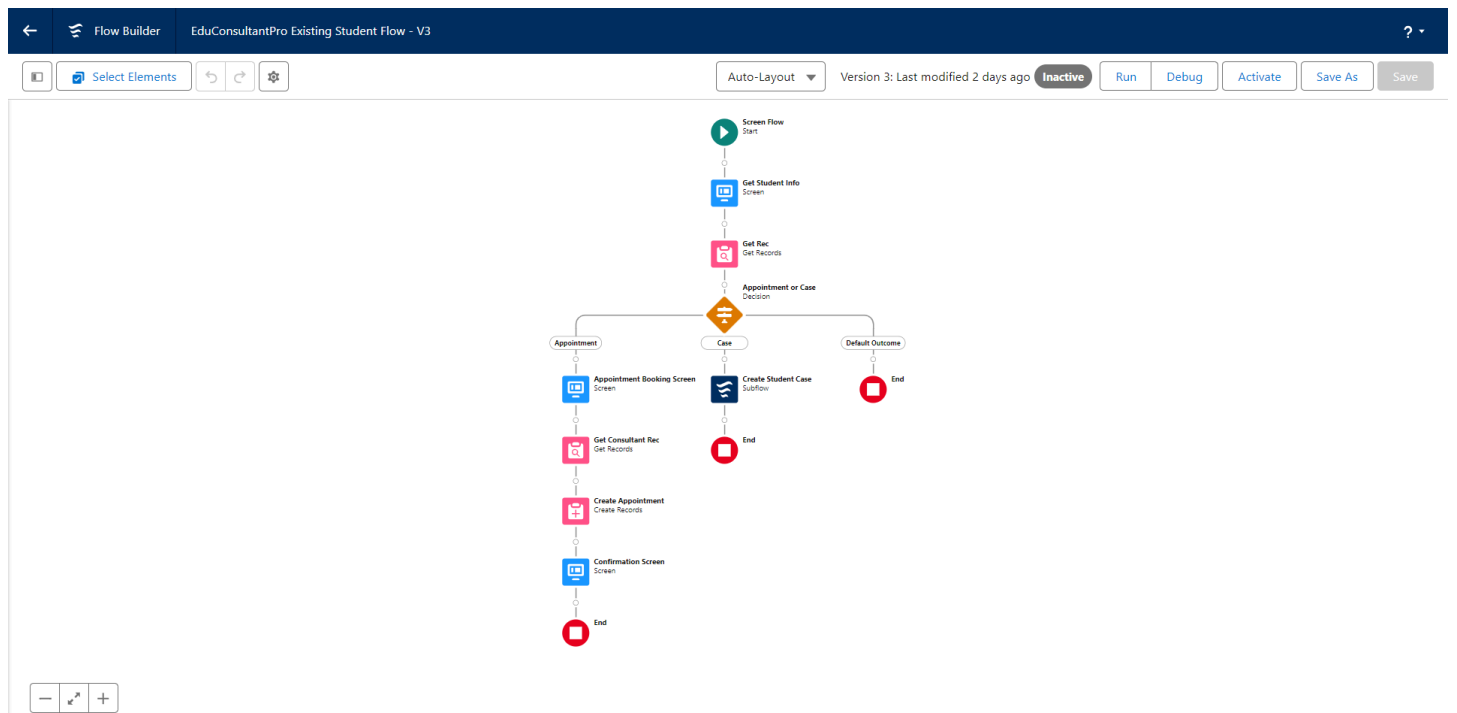 Flow Builder
EduConsultantPro Existing Student Flow - V3
?
Select Elements
Auto-Layout
Version 3: Last modified 2 days ago
Inactive
Run
Debug
Activate
Save As
Save
Screen Flow
Start
Get Student Info
Screen
Get Rec
Get Records
Appointment or Case
Decision
Appointment
Case
Default Outcome
Appointment Booking Screen
Screen
Create Student Case
Subflow
End
Get Consultant Rec
Get Records
End
Create Appointment
Create Records
Confirmation Screen
Screen
End